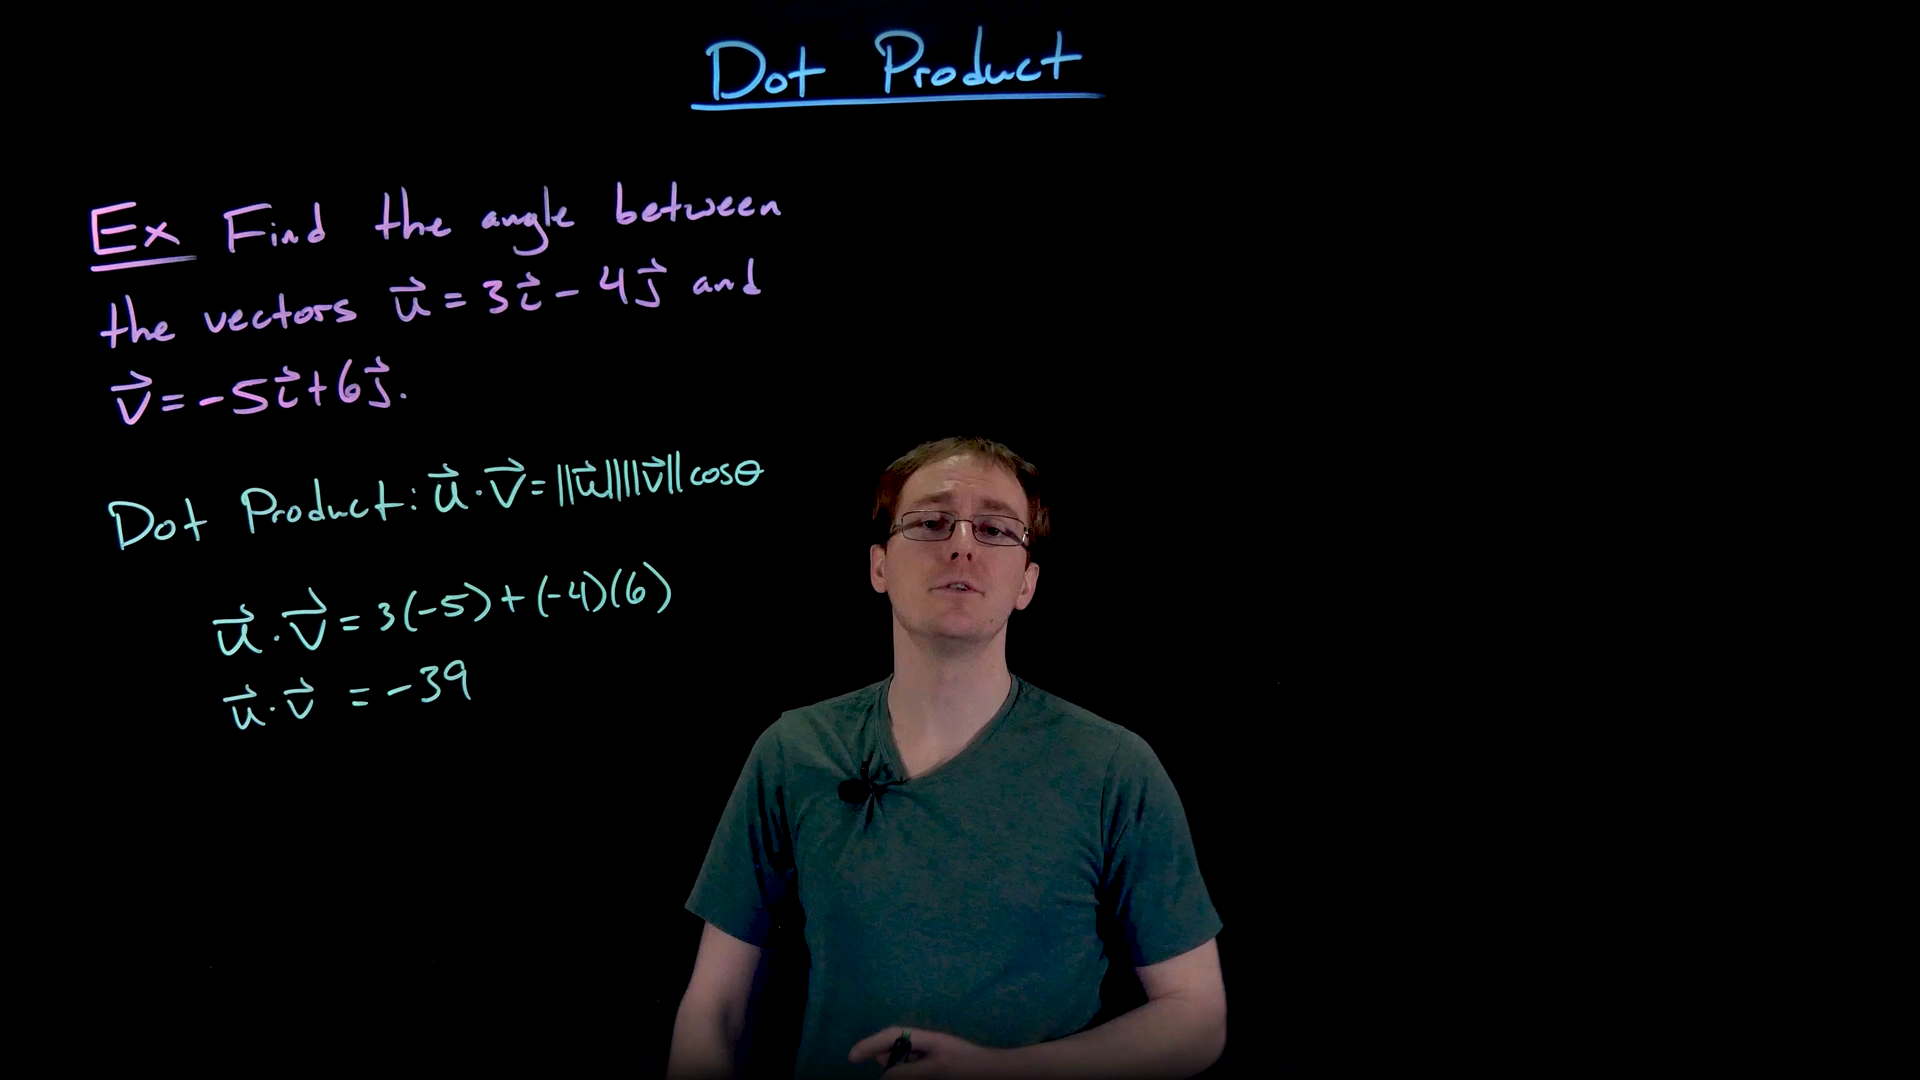 Dot Product
Ex Find the angle between
the vectors u⃗ = 3i⃗ - 4j⃗ and
v⃗ = -5i⃗ + 6j⃗.
Dot Product: u⃗ · v⃗ = ||u⃗|| ||v⃗|| cosθ
u⃗ · v⃗ = 3(-5) + (-4)(6)
u⃗ · v⃗ = -39